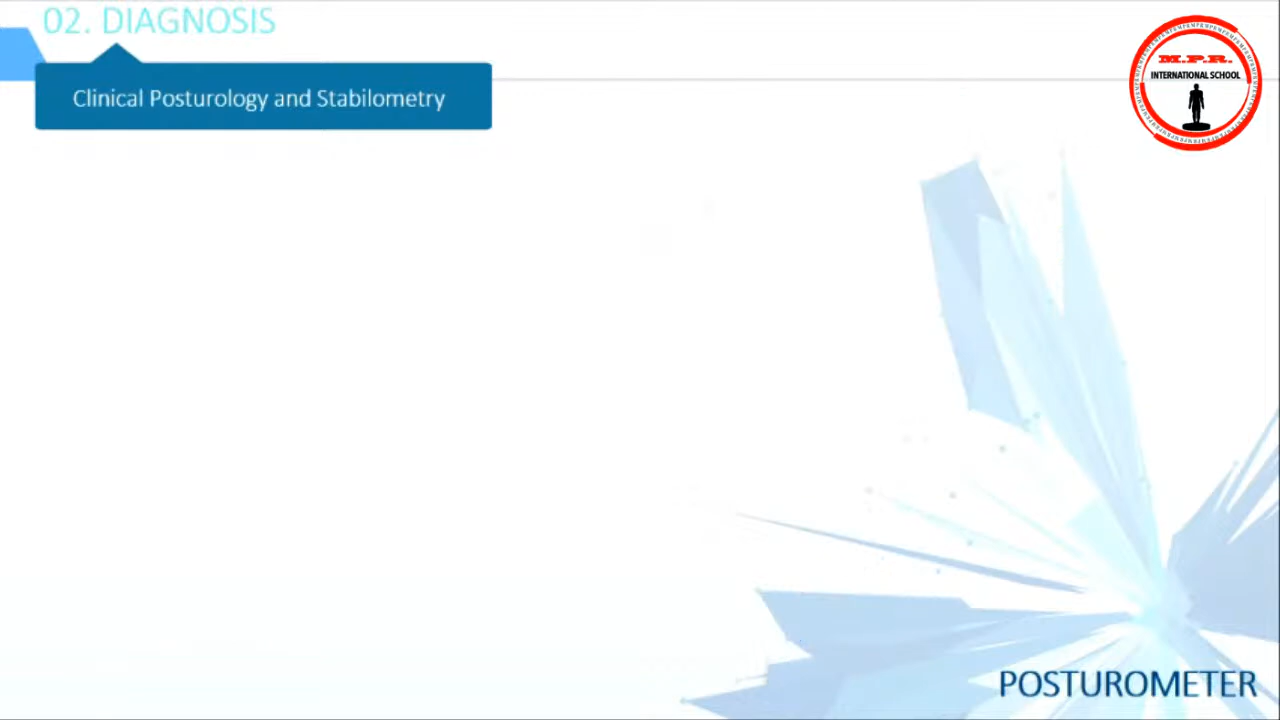 02. DIAGNOSIS
Clinical Posturology and Stabilometry
M.P.R.
INTERNATIONAL SCHOOL
POSTUROMETER